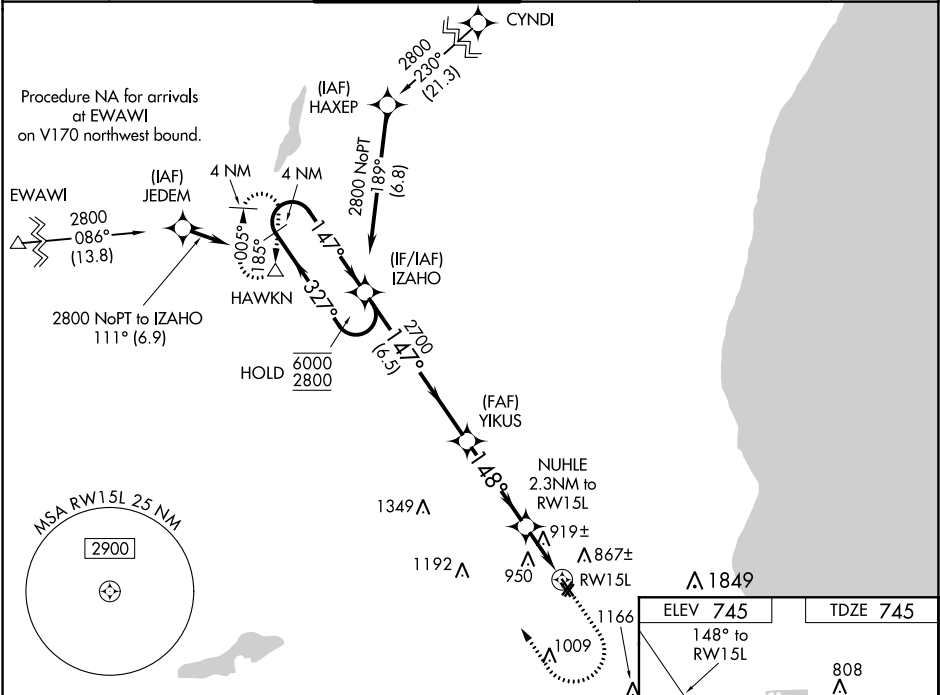 CYNDI
2800
230°
(21.3)
(IAF)
HAXEP
Procedure NA for arrivals
at EWAWI
on V170 northwest bound.
2800 NoPT
189°
(6.8)
4 NM
4 NM
(IAF)
JEDEM
EWAWI
2800
086°
(13.8)
005°
185°
147°
327°
HAWKN
(IF/IAF)
IZAHO
2800 NoPT to IZAHO
111° (6.9)
HOLD
6000
2800
2700
147°
(6.5)
(FAF)
YIKUS
148°
NUHLE
2.3NM to
RW15L
MSA RW15L 25 NM
2900
1349
919±
867±
1192
950
RW15L
1849
1166
1009
ELEV 745
TDZE 745
148° to
RW15L
808